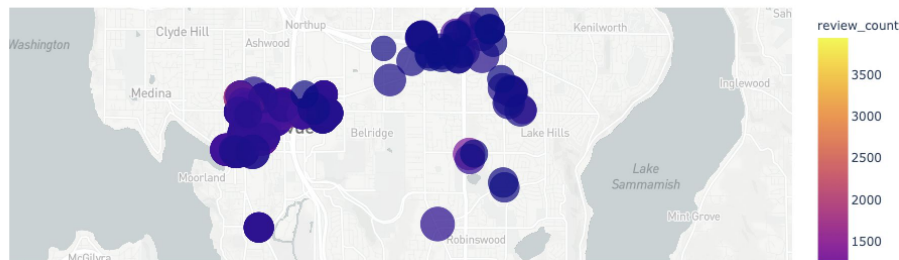 Washington
Clyde Hill
Northup
Ashwood
Kenilworth
Sah
Medina
Inglewood
Belridge
Lake Hills
Moorland
Lake
Sammamish
Mint Grove
Robinswood
McGilvra
review_count
3500
3000
2500
2000
1500